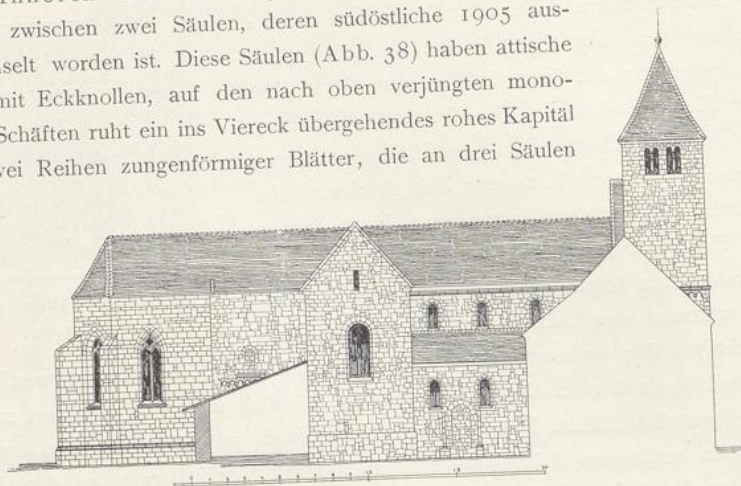 zwischen zwei Säulen, deren südöstliche 1905 aus-
selt worden ist. Diese Säulen (Abb. 38) haben attische
mit Eckknollen, auf den nach oben verjüngten mono-
Schäften ruht ein ins Viereck übergehendes rohes Kapitäl
ei Reihen zungenförmiger Blätter, die an drei Säulen